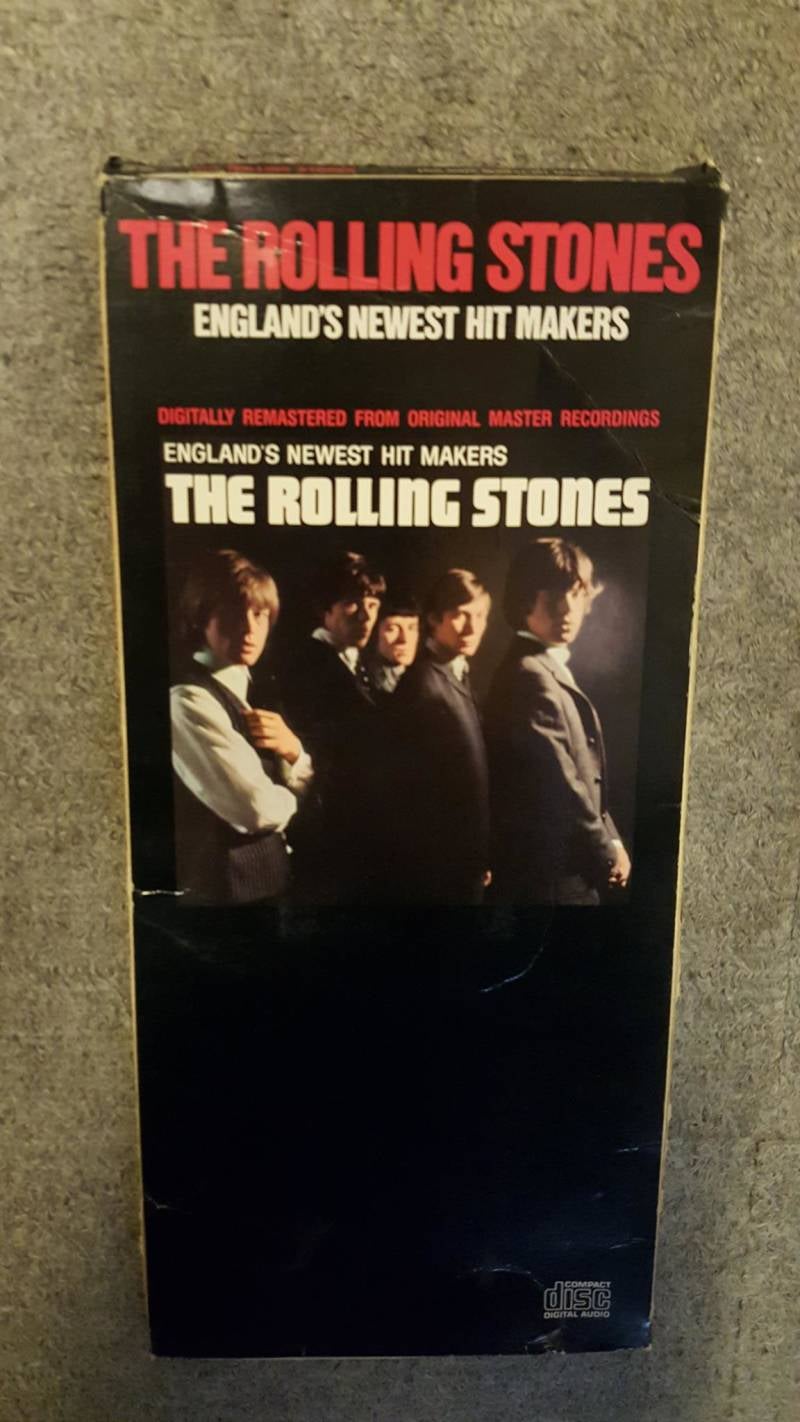 THE ROLLING STONES
ENGLAND'S NEWEST HIT MAKERS
DIGITALLY REMASTERED FROM ORIGINAL MASTER RECORDINGS
ENGLAND'S NEWEST HIT MAKERS
THE ROLLING STONES
COMPACT
disc
DIGITAL AUDIO